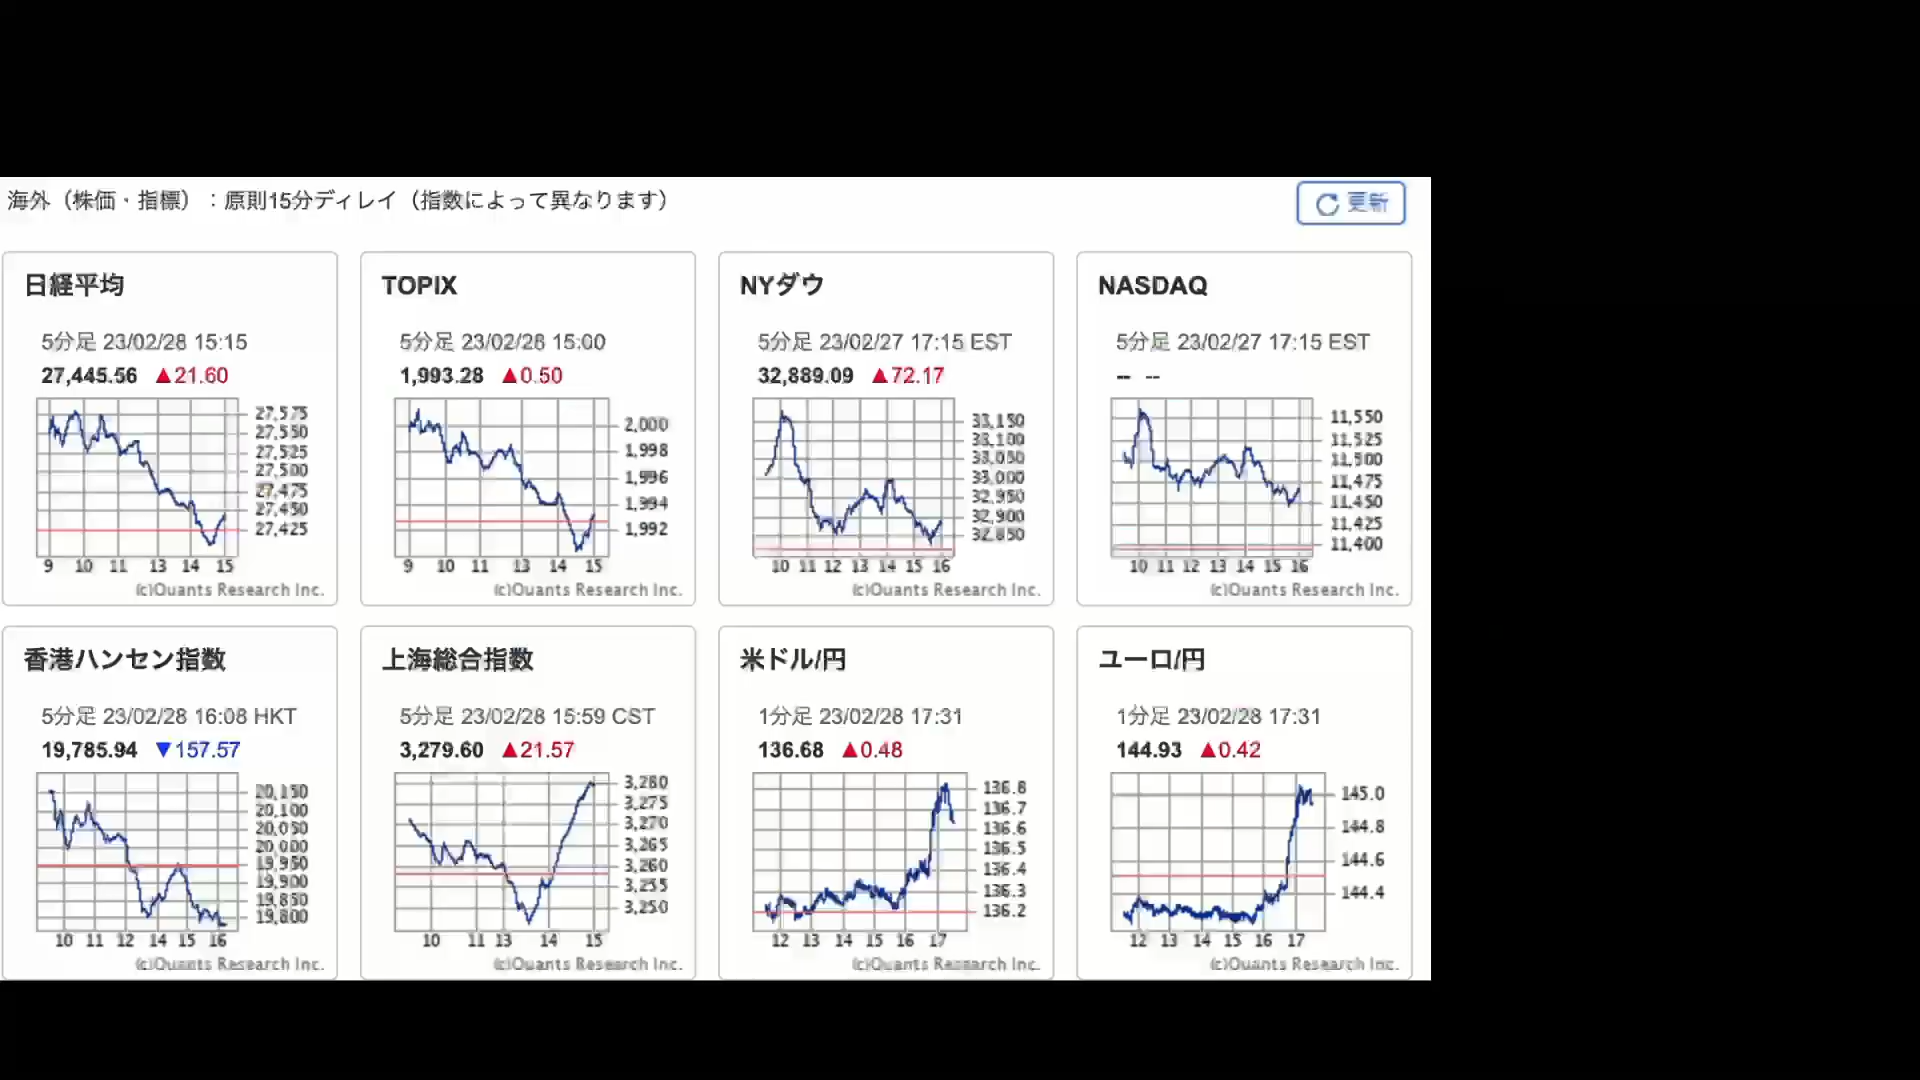 海外（株価・指標）：原則15分ディレイ（指数によって異なります）
更新
日経平均
5分足 23/02/28 15:15
27,445.56 ▲21.60
27,575
27,550
27,525
27,500
27,475
27,450
27,425
9 10 11 13 14 15
(c)Quants Research Inc.
TOPIX
5分足 23/02/28 15:00
1,993.28 ▲0.50
2,000
1,998
1,996
1,994
1,992
9 10 11 13 14 15
(c)Quants Research Inc.
NYダウ
5分足 23/02/27 17:15 EST
32,889.09 ▲72.17
33,150
33,100
33,050
33,000
32,950
32,900
32,850
10 11 12 13 14 15 16
(c)Quants Research Inc.
NASDAQ
5分足 23/02/27 17:15 EST
-- --
11,550
11,525
11,500
11,475
11,450
11,425
11,400
10 11 12 13 14 15 16
(c)Quants Research Inc.
香港ハンセン指数
5分足 23/02/28 16:08 HKT
19,785.94 ▼157.57
20,150
20,100
20,050
20,000
19,950
19,900
19,850
19,800
10 11 12 14 15 16
(c)Quants Research Inc.
上海総合指数
5分足 23/02/28 15:59 CST
3,279.60 ▲21.57
3,280
3,275
3,270
3,265
3,260
3,255
3,250
10 11 13 14 15
(c)Quants Research Inc.
米ドル/円
1分足 23/02/28 17:31
136.68 ▲0.48
136.8
136.7
136.6
136.5
136.4
136.3
136.2
12 13 14 15 16 17
(c)Quants Research Inc.
ユーロ/円
1分足 23/02/28 17:31
144.93 ▲0.42
145.0
144.8
144.6
144.4
12 13 14 15 16 17
(c)Quants Research Inc.